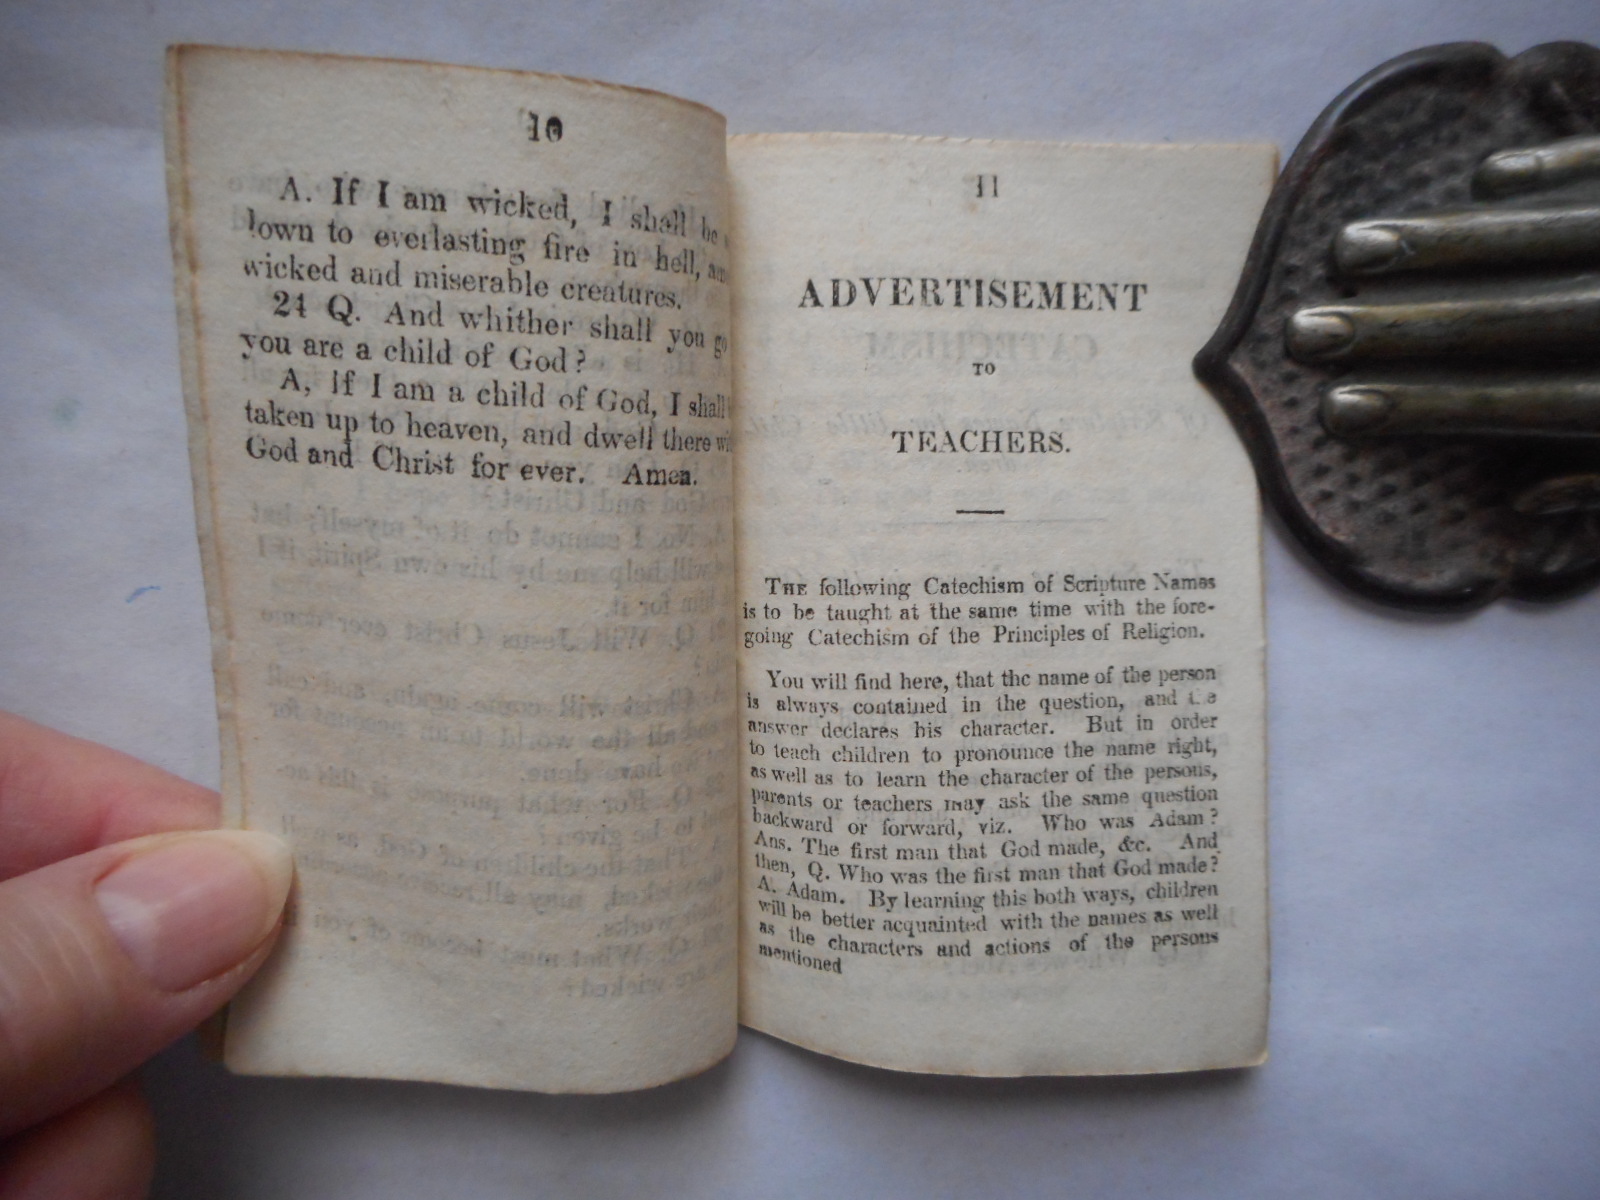 10
A. If I am wicked, I shall be
down to everlasting fire in hell,
wicked and miserable creatures.
24 Q. And whither shall you go
you are a child of God?
A, If I am a child of God, I shall
taken up to heaven, and dwell there
God and Christ for ever. Amen.
11
ADVERTISEMENT
TO
TEACHERS.
THE following Catechism of Scripture Names
is to be taught at the same time with the fore-
going Catechism of the Principles of Religion.
You will find here, that the name of the person
is always contained in the question, and the
answer declares his character. But in order
to teach children to pronounce the name right,
as well as to learn the character of the persons,
parents or teachers may ask the same question
backward or forward, viz. Who was Adam?
Ans. The first man that God made, &c. And
then, Q. Who was the first man that God made?
A. Adam. By learning this both ways, children
will be better acquainted with the names as well
as the characters and actions of the persons
mentioned